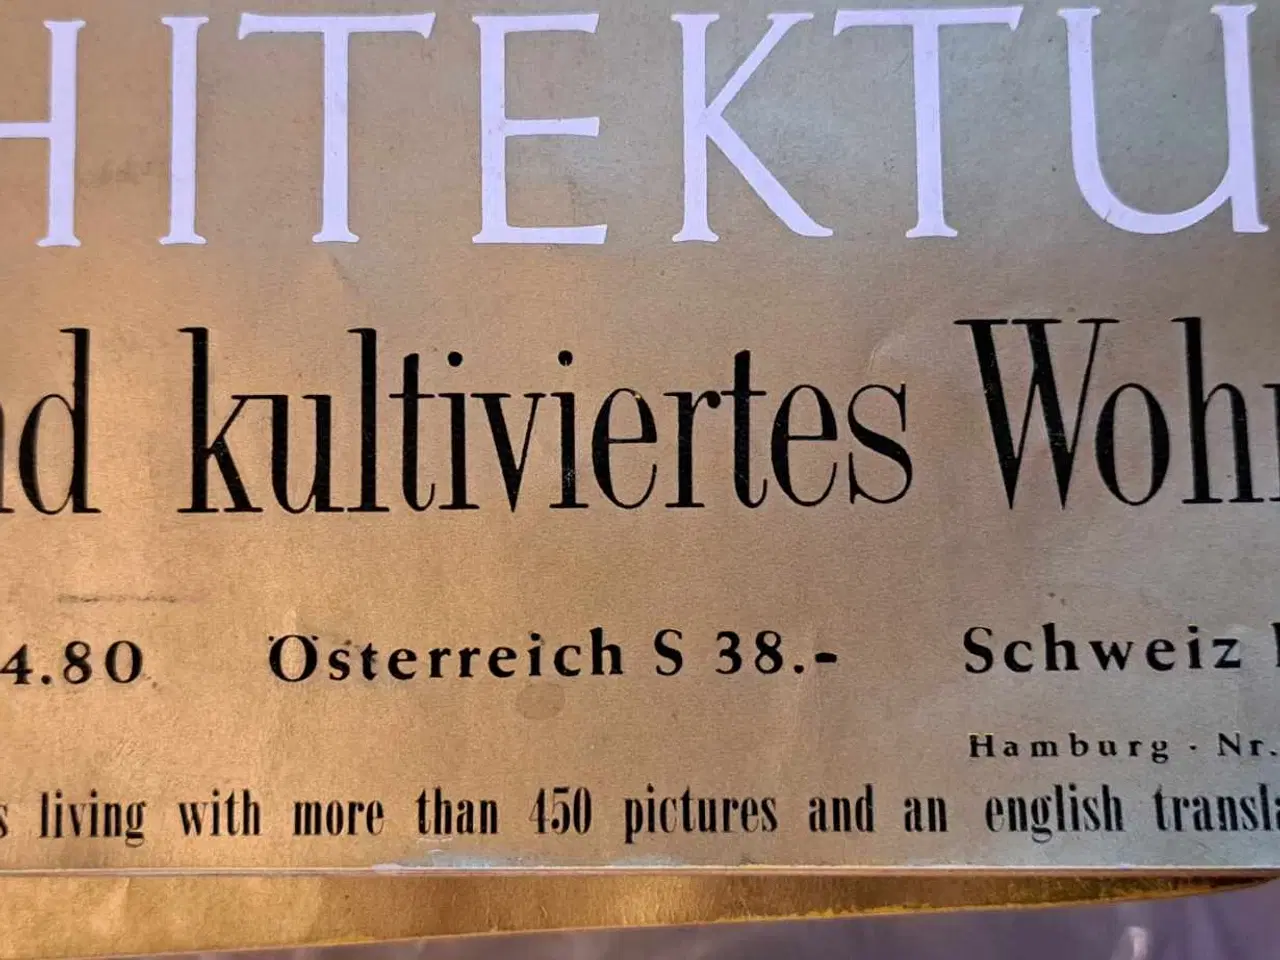 HITEKTU
nd kultiviertes Woh
4.80 Österreich S 38.- Schweiz
Hamburg · Nr.
s living with more than 450 pictures and an english transla